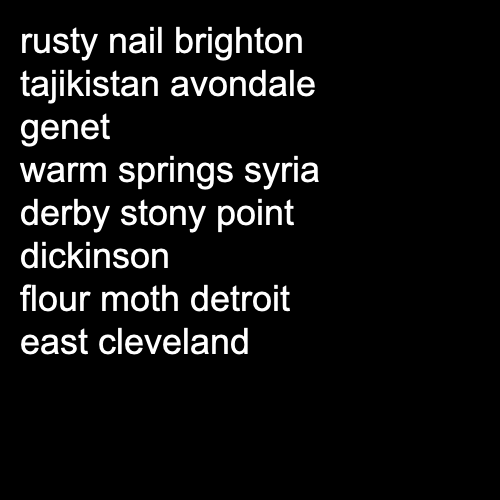 rusty nail brighton
tajikistan avondale
genet
warm springs syria
derby stony point
dickinson
flour moth detroit
east cleveland